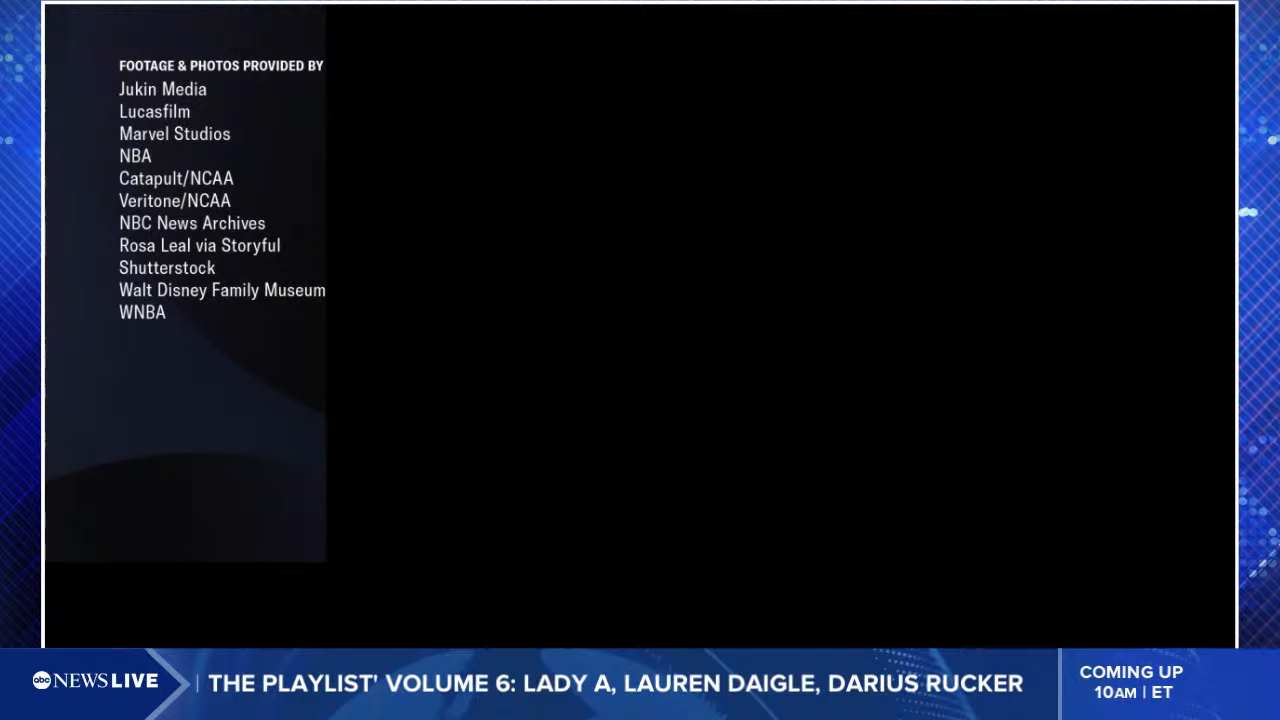 FOOTAGE & PHOTOS PROVIDED BY
Jukin Media
Lucasfilm
Marvel Studios
NBA
Catapult/NCAA
Veritone/NCAA
NBC News Archives
Rosa Leal via Storyful
Shutterstock
Walt Disney Family Museum
WNBA
abc NEWS LIVE
THE PLAYLIST' VOLUME 6: LADY A, LAUREN DAIGLE, DARIUS RUCKER
COMING UP
10AM | ET